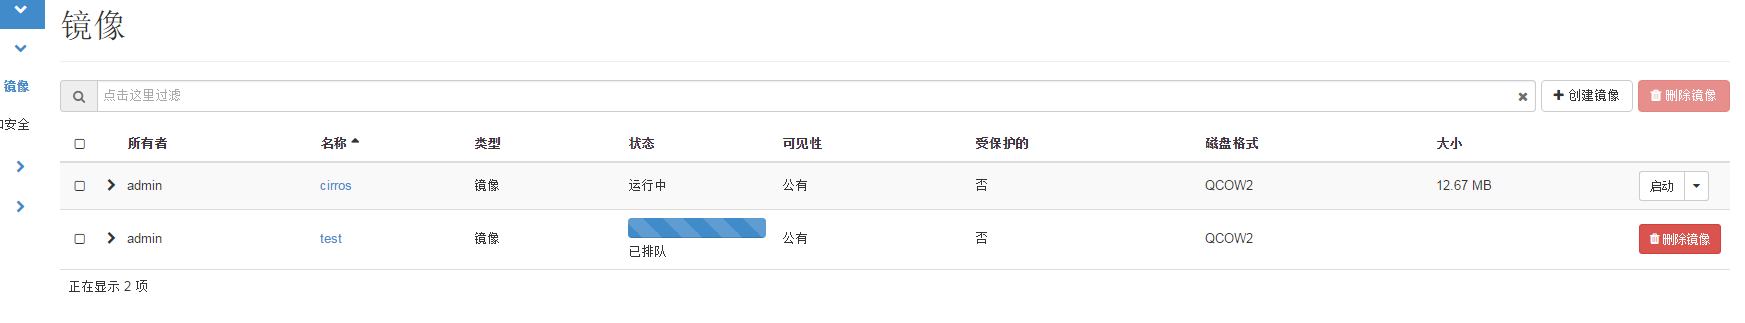 镜像
镜像
点击这里过滤
创建镜像
删除镜像
和安全
所有者 名称 类型 状态 可见性 受保护的 磁盘格式 大小
admin cirros 镜像 运行中 公有 否 QCOW2 12.67 MB 启动
admin test 镜像 已排队 公有 否 QCOW2 删除镜像
正在显示 2 项